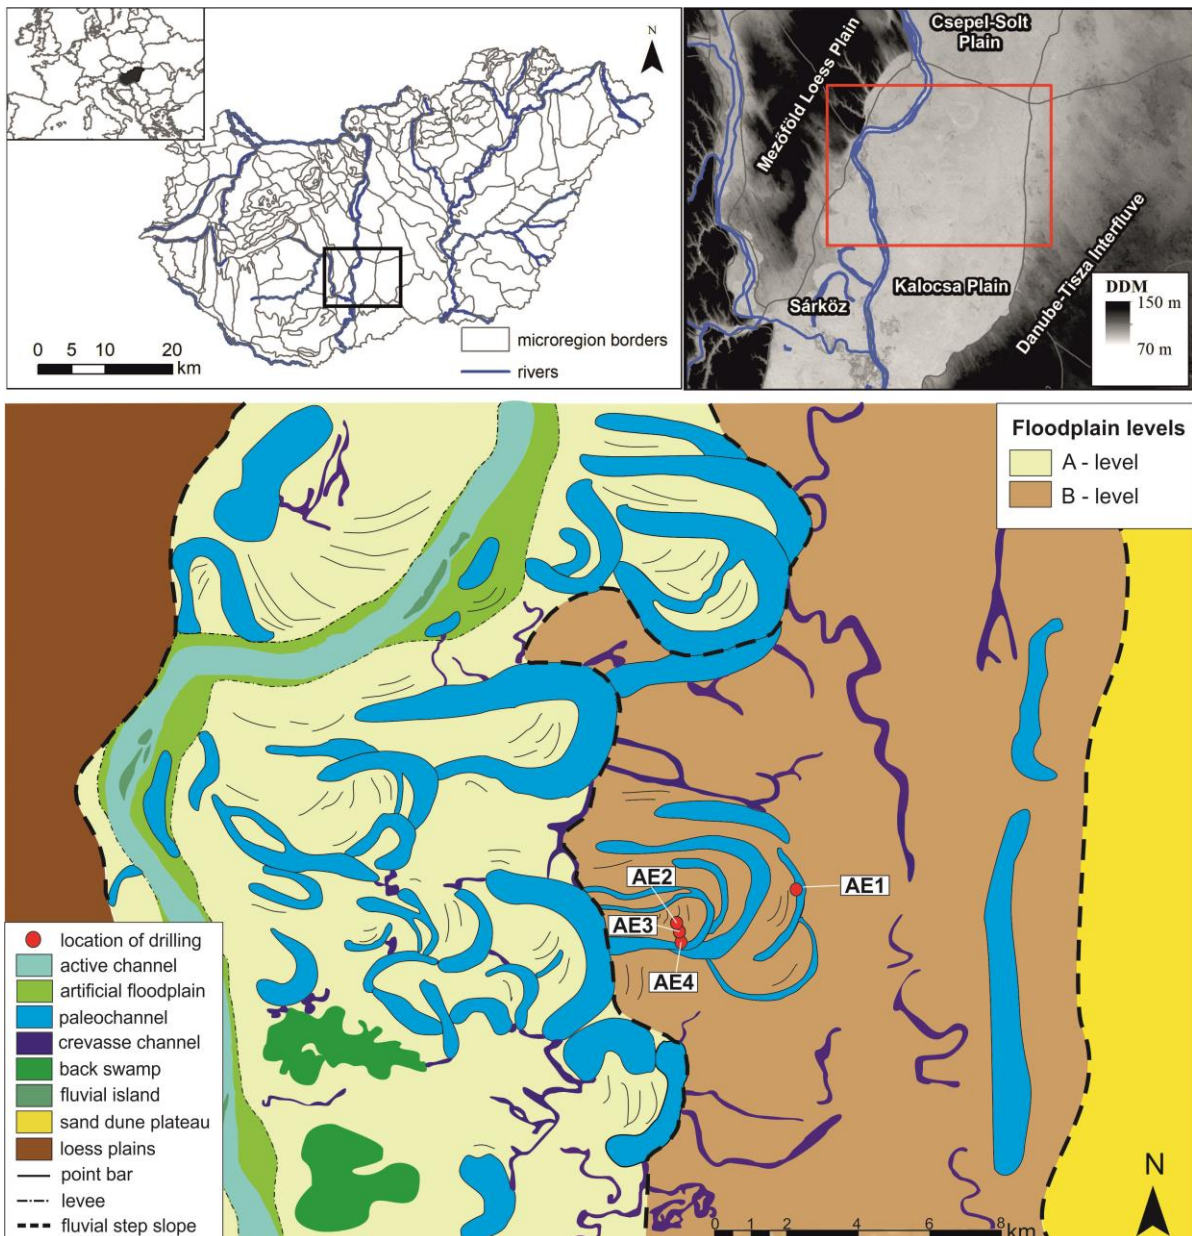 N
0 5 10 20
km
microregion borders
rivers
Csepel-Solt
Plain
Mezőföld Loess Plain
Kalocsa Plain
Sárköz
Danube-Tisza Interfluve
DDM
150 m
70 m
Floodplain levels
A - level
B - level
AE1
AE2
AE3
AE4
location of drilling
active channel
artificial floodplain
paleochannel
crevasse channel
back swamp
fluvial island
sand dune plateau
loess plains
point bar
levee
fluvial step slope
N
0 1 2 4 6 8
km